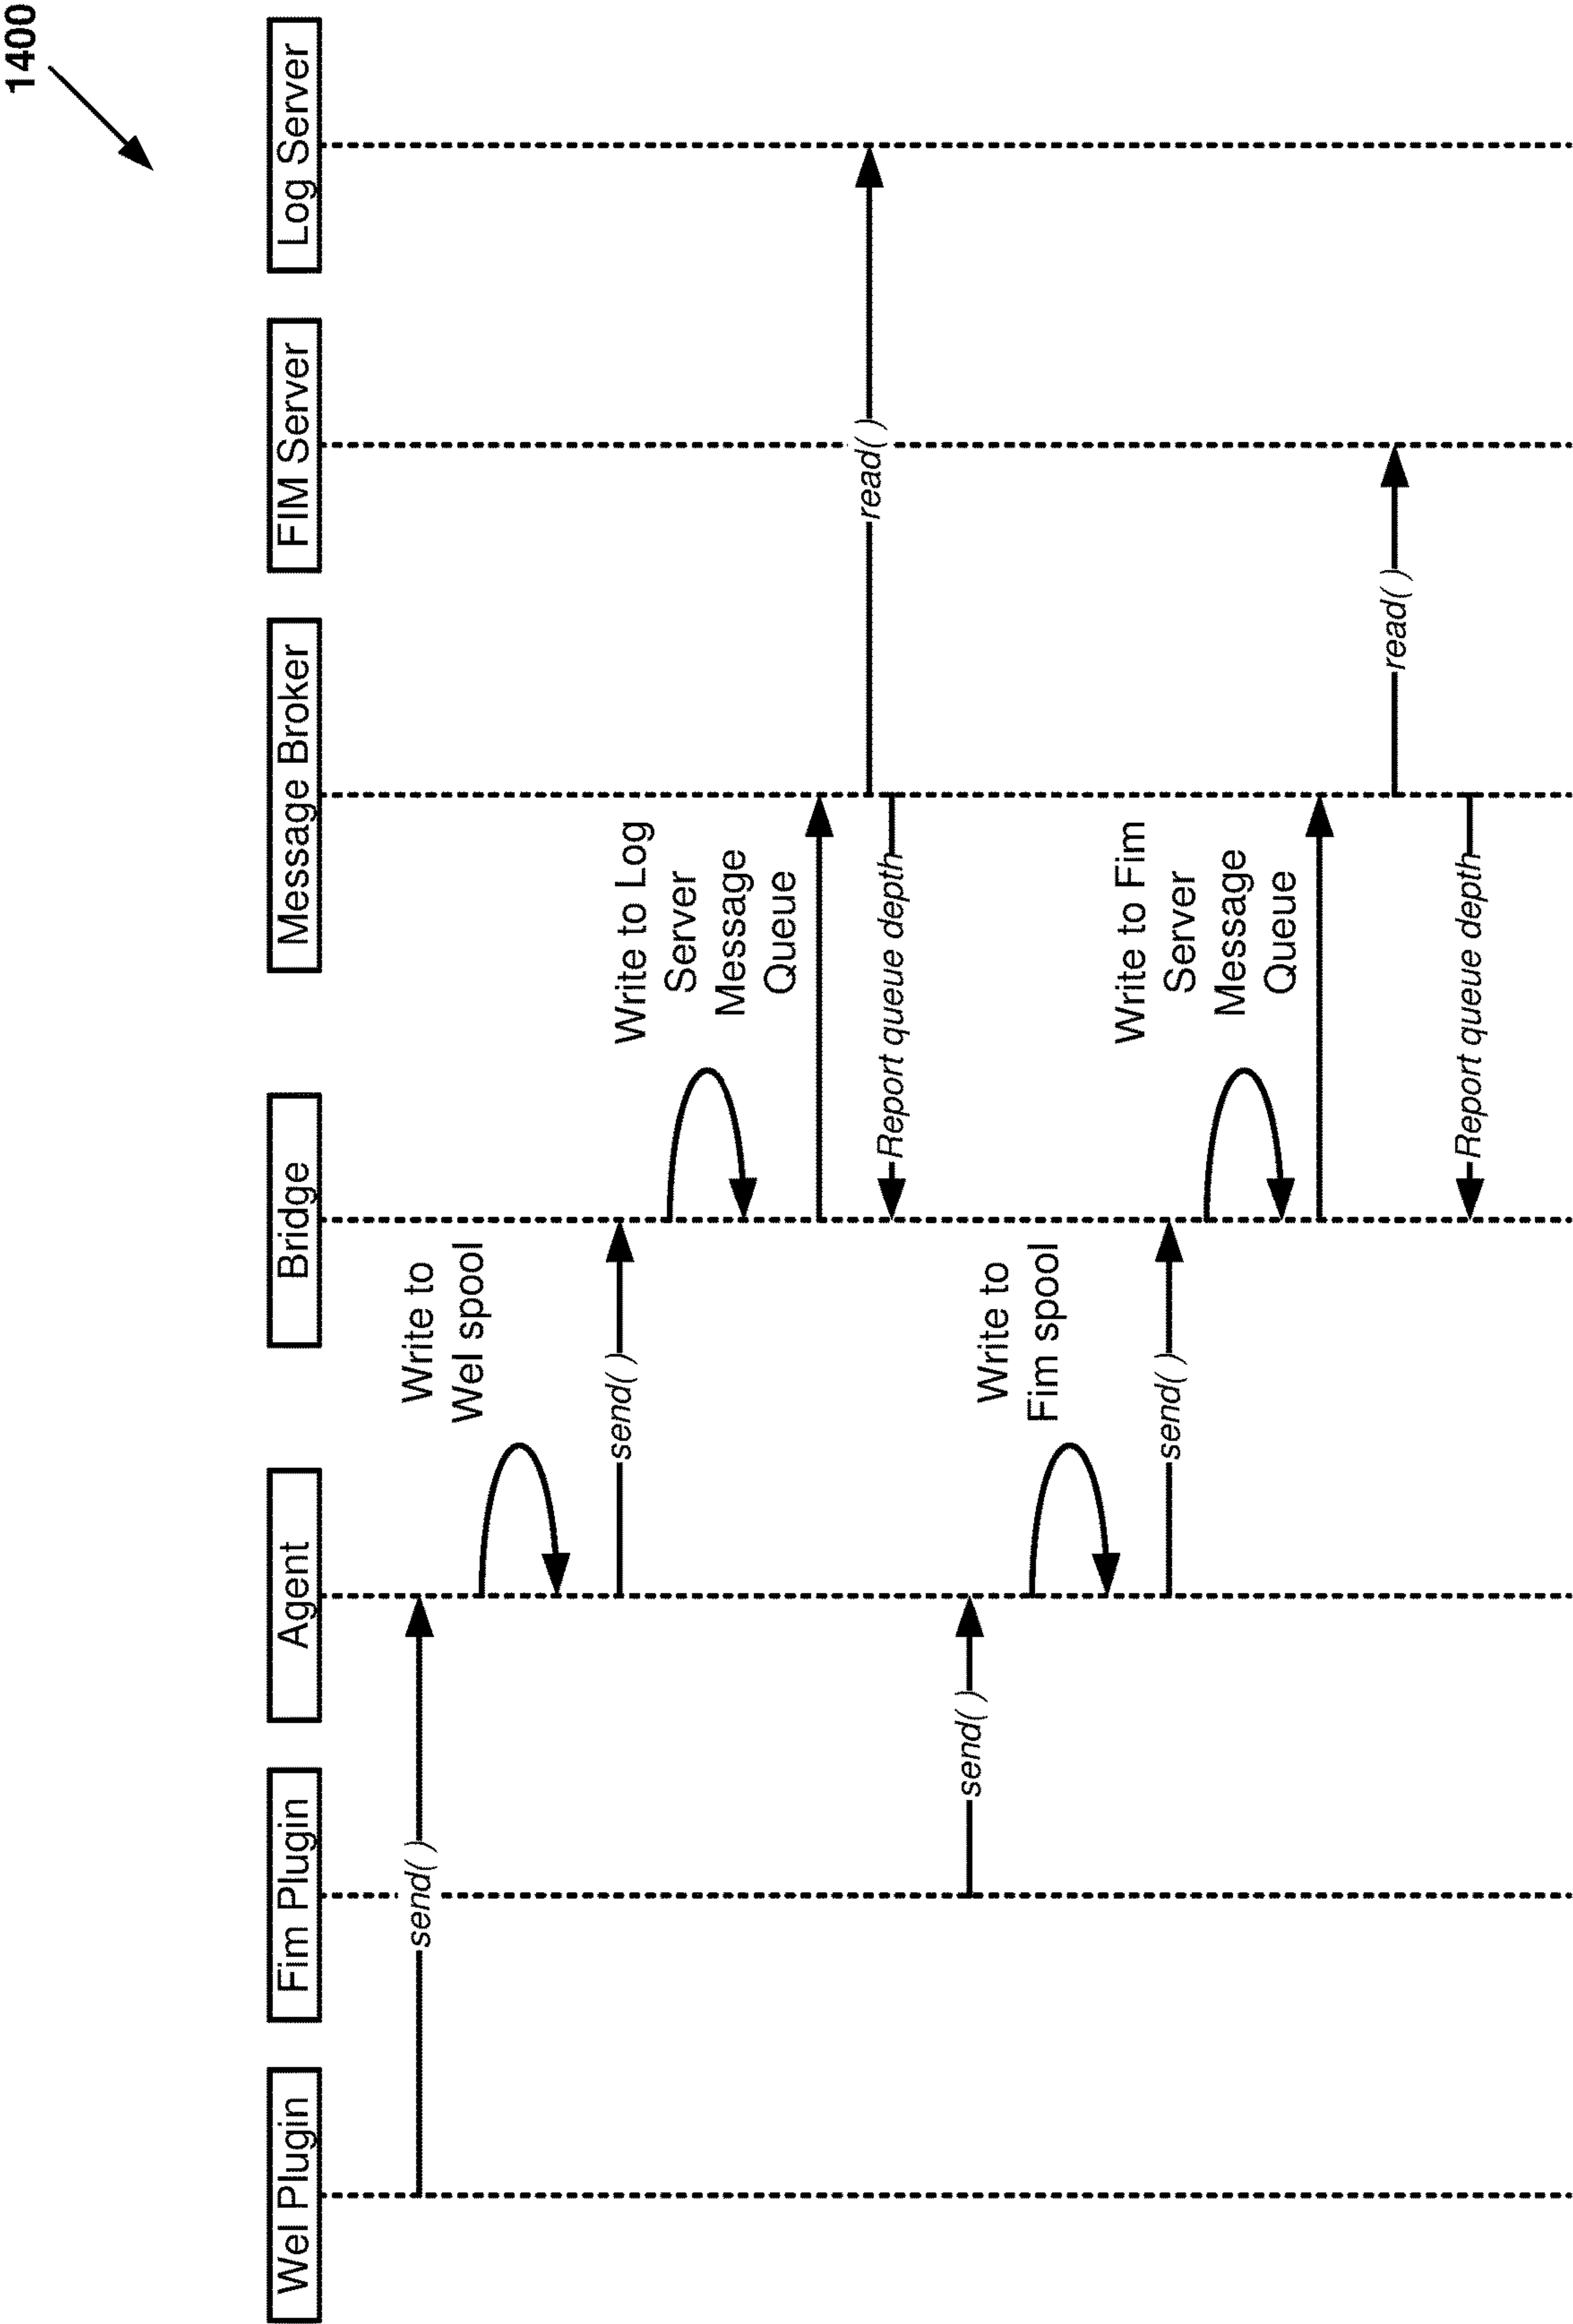 1400
Wel Plugin
Fim Plugin
Agent
Bridge
Message Broker
FIM Server
Log Server
send( )
Write to
Wel spool
send( )
Write to Log
Server
Message
Queue
read( )
Report queue depth
send( )
Write to
Fim spool
send( )
Write to Fim
Server
Message
Queue
read( )
Report queue depth